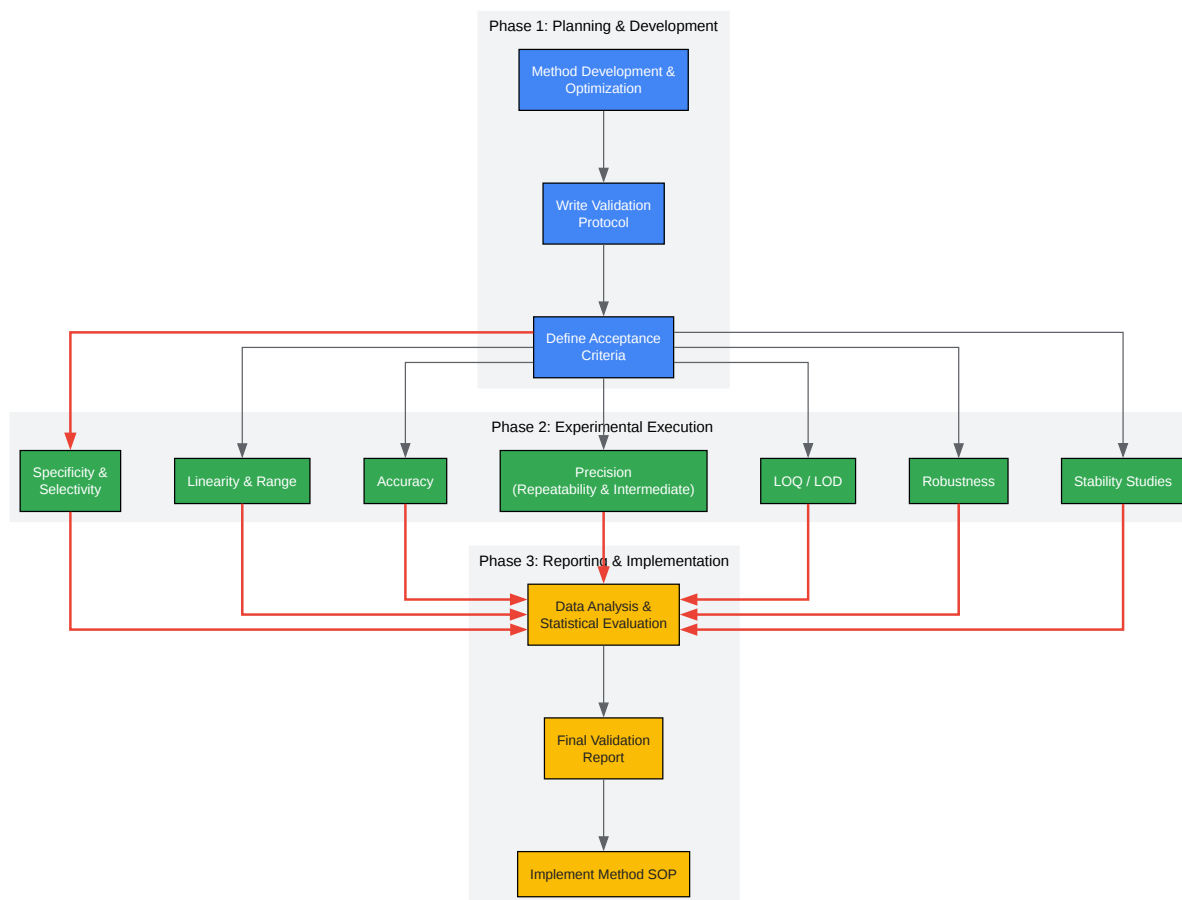 Phase 1: Planning & Development
Method Development &
Optimization
Write Validation
Protocol
Define Acceptance
Criteria
Phase 2: Experimental Execution
Specificity &
Selectivity
Linearity & Range
Accuracy
Precision
(Repeatability & Intermediate)
LOQ / LOD
Robustness
Stability Studies
Phase 3: Reporting & Implementation
Data Analysis &
Statistical Evaluation
Final Validation
Report
Implement Method SOP